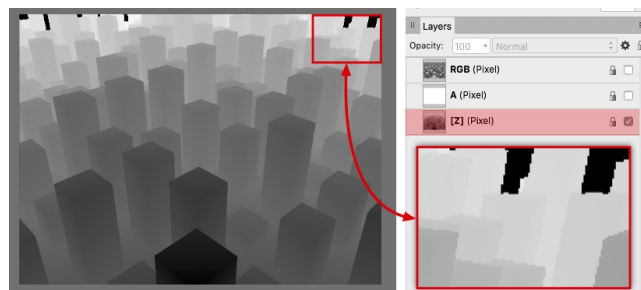 Layers
Opacity: 100 Normal
RGB (Pixel)
A (Pixel)
[Z] (Pixel)